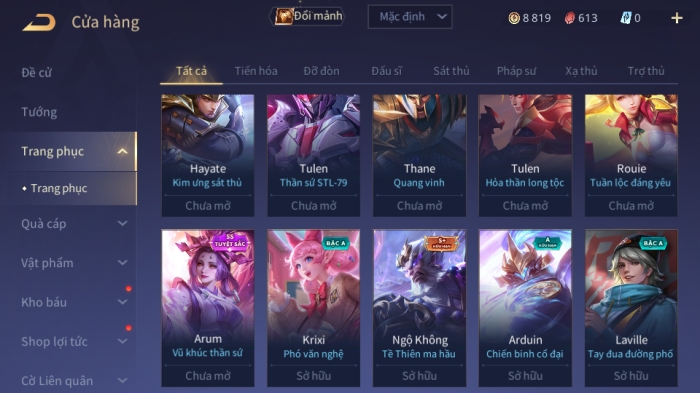 Cửa hàng
Đổi mảnh
Mặc định
8 819
613
0
Đề cử
Tướng
Trang phục
Trang phục
Quà cáp
Vật phẩm
Kho báu
Shop lợi tức
Cờ Liên quân
Tất cả
Tiến hóa
Đỡ đòn
Đấu sĩ
Sát thủ
Pháp sư
Xạ thủ
Trợ thủ
Hayate
Kim ưng sát thủ
Chưa mở
Tulen
Thần sứ STL-79
Chưa mở
Thane
Quang vinh
Chưa mở
Tulen
Hỏa thần long tộc
Chưa mở
Rouie
Tuần lộc đáng yêu
Chưa mở
SS
TUYỆT SẮC
Arum
Vũ khúc thần sứ
Chưa mở
BẬC A
Krixi
Phó văn nghệ
Sở hữu
S+
HỮU HẠN
Ngộ Không
Tề Thiên ma hầu
Sở hữu
A
HỮU HẠN
Arduin
Chiến binh cổ đại
Sở hữu
BẬC A
Laville
Tay đua đường phố
Sở hữu